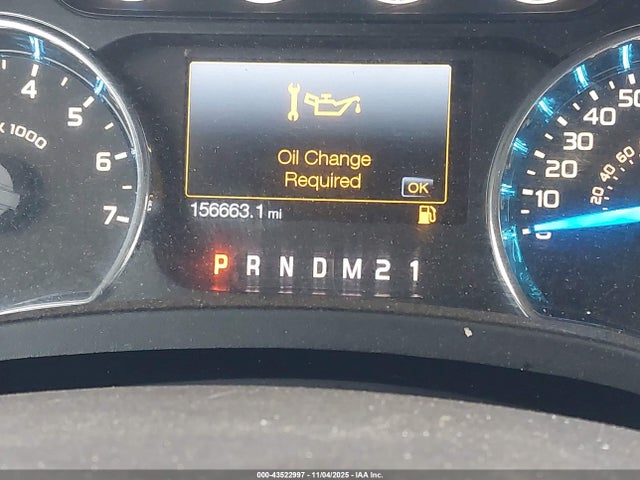 4
5
6
7
x 1000
Oil Change
Required
OK
156663.1 mi
P R N D M 2 1
50
40
30
20
10
20 40 60
000-43522997 - 11/04/2025 - IAA Inc.